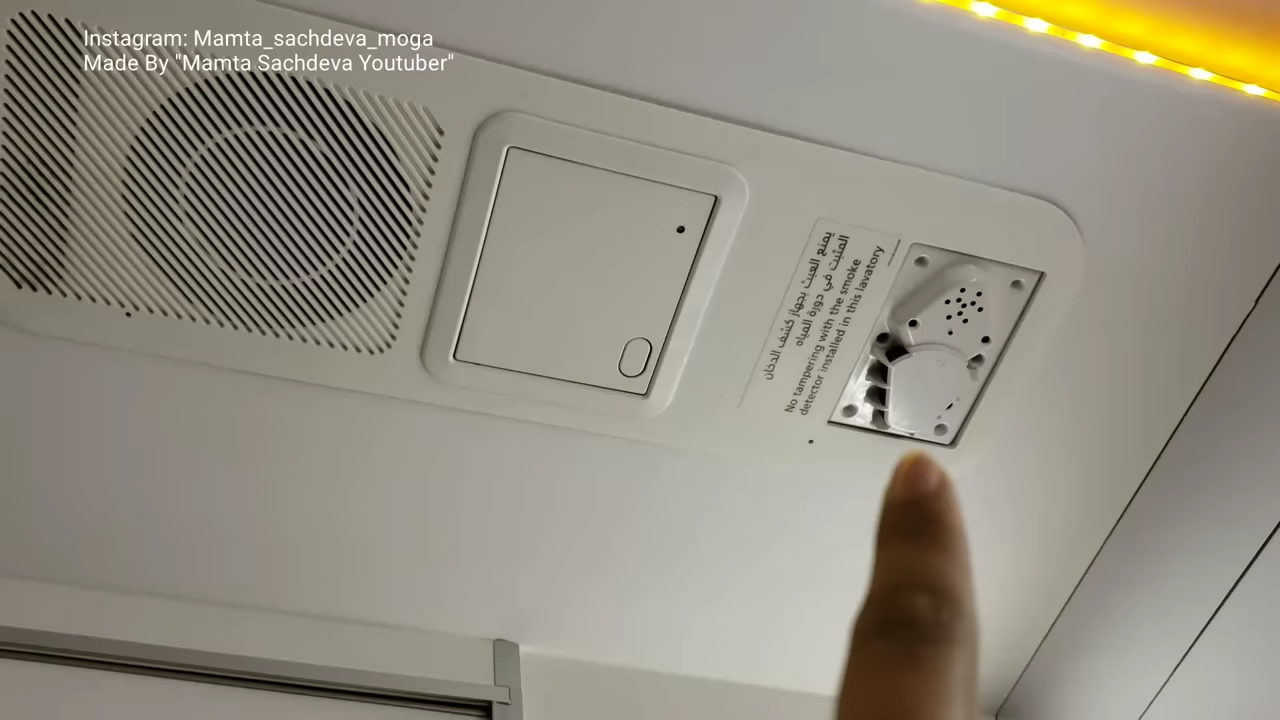 Instagram: Mamta_sachdeva_moga
Made By "Mamta Sachdeva Youtuber"
يمنع العبث بجهاز كشف الدخان
المثبت في دورة المياه
No tampering with the smoke
detector installed in this lavatory